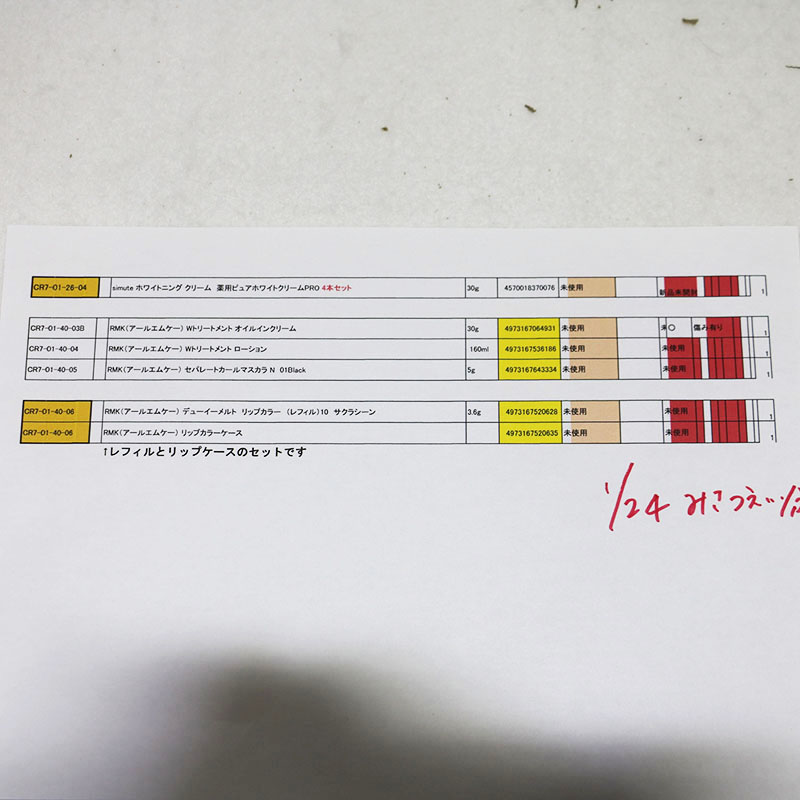 CR7-01-26-04 simute ホワイトニング クリーム 薬用ピュアホワイトクリームPRO 4本セット 30g 4570018370076 未使用 新品未開封 1
CR7-01-40-03B RMK(アールエムケー) Wトリートメント オイルインクリーム 30g 4973167064931 未使用 未〇 傷み有り 1
CR7-01-40-04 RMK(アールエムケー) Wトリートメント ローション 160ml 4973167536186 未使用 未使用 1
CR7-01-40-05 RMK(アールエムケー) セパレートカールマスカラ N 01Black 5g 4973167643334 未使用 未使用 1
CR7-01-40-06 RMK(アールエムケー) デューイーメルト リップカラー (レフィル)10 サクラシーン 3.6g 4973167520628 未使用 未使用 1
CR7-01-40-06 RMK(アールエムケー) リップカラーケース 4973167520635 未使用 未使用 1
↑レフィルとリップケースのセットです
1/24